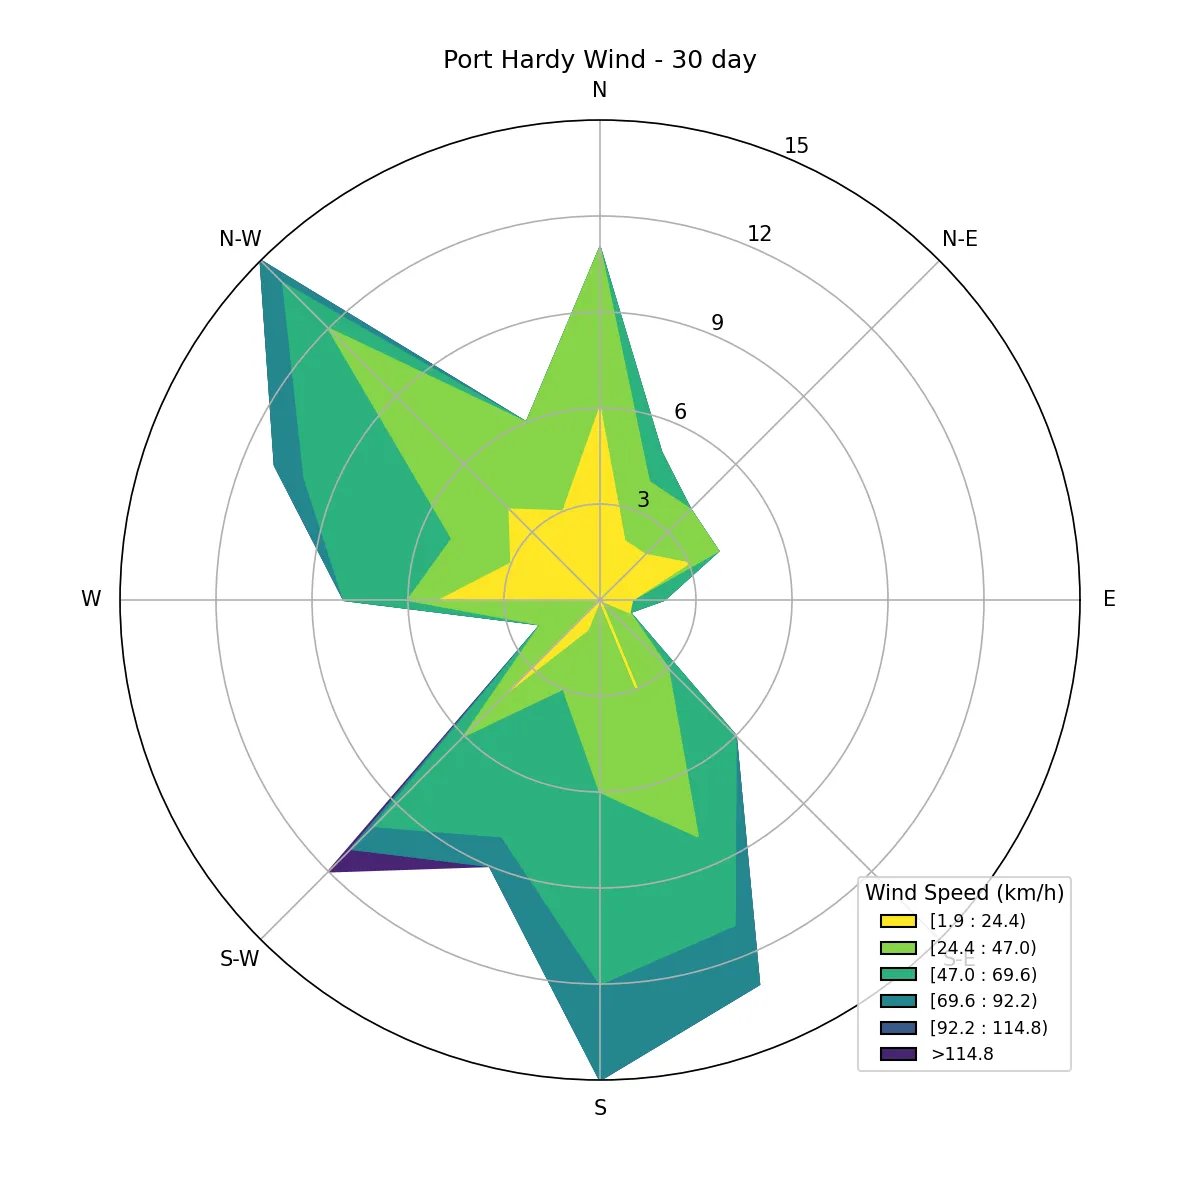 Port Hardy Wind - 30 day
N
15
N-W
12
N-E
9
6
3
W
E
S-W
S-E
S
Wind Speed (km/h)
[1.9 : 24.4)
[24.4 : 47.0)
[47.0 : 69.6)
[69.6 : 92.2)
[92.2 : 114.8)
>114.8